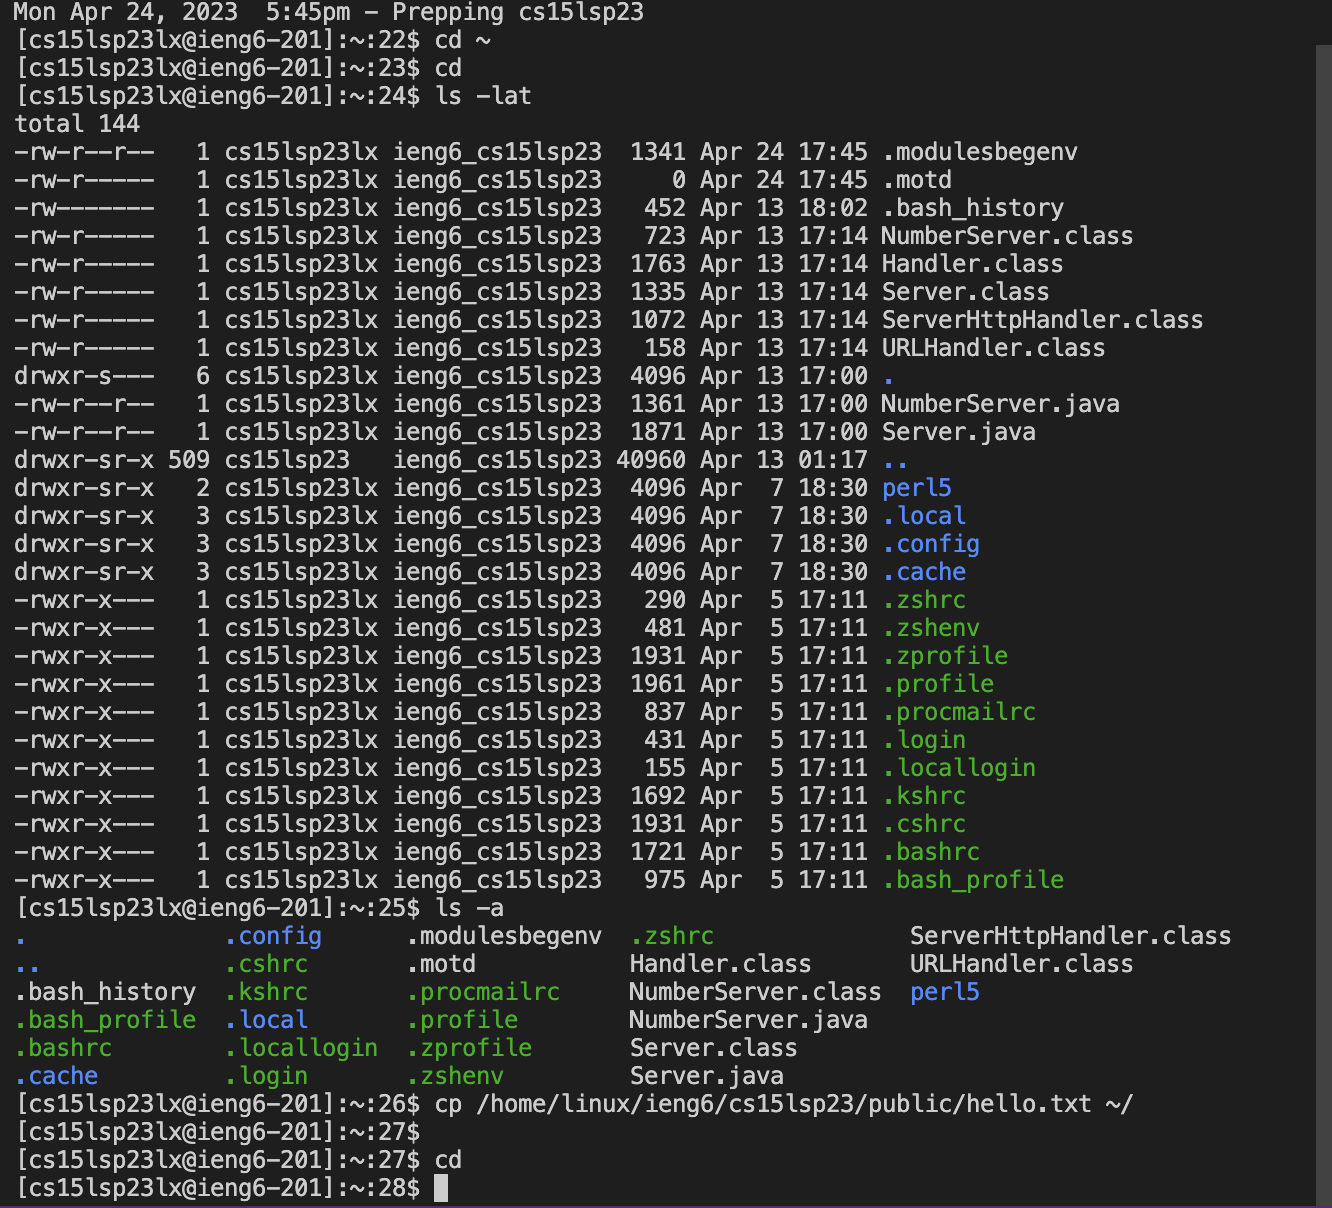 Mon Apr 24, 2023  5:45pm - Prepping cs15lsp23
[cs15lsp23lx@ieng6-201]:~:22$ cd ~
[cs15lsp23lx@ieng6-201]:~:23$ cd
[cs15lsp23lx@ieng6-201]:~:24$ ls -lat
total 144
-rw-r--r--   1 cs15lsp23lx ieng6_cs15lsp23  1341 Apr 24 17:45 .modulesbegenv
-rw-r-----   1 cs15lsp23lx ieng6_cs15lsp23     0 Apr 24 17:45 .motd
-rw-------   1 cs15lsp23lx ieng6_cs15lsp23   452 Apr 13 18:02 .bash_history
-rw-r-----   1 cs15lsp23lx ieng6_cs15lsp23   723 Apr 13 17:14 NumberServer.class
-rw-r-----   1 cs15lsp23lx ieng6_cs15lsp23  1763 Apr 13 17:14 Handler.class
-rw-r-----   1 cs15lsp23lx ieng6_cs15lsp23  1335 Apr 13 17:14 Server.class
-rw-r-----   1 cs15lsp23lx ieng6_cs15lsp23  1072 Apr 13 17:14 ServerHttpHandler.class
-rw-r-----   1 cs15lsp23lx ieng6_cs15lsp23   158 Apr 13 17:14 URLHandler.class
drwxr-s---   6 cs15lsp23lx ieng6_cs15lsp23  4096 Apr 13 17:00 .
-rw-r--r--   1 cs15lsp23lx ieng6_cs15lsp23  1361 Apr 13 17:00 NumberServer.java
-rw-r--r--   1 cs15lsp23lx ieng6_cs15lsp23  1871 Apr 13 17:00 Server.java
drwxr-sr-x 509 cs15lsp23   ieng6_cs15lsp23 40960 Apr 13 01:17 ..
drwxr-sr-x   2 cs15lsp23lx ieng6_cs15lsp23  4096 Apr  7 18:30 perl5
drwxr-sr-x   3 cs15lsp23lx ieng6_cs15lsp23  4096 Apr  7 18:30 .local
drwxr-sr-x   3 cs15lsp23lx ieng6_cs15lsp23  4096 Apr  7 18:30 .config
drwxr-sr-x   3 cs15lsp23lx ieng6_cs15lsp23  4096 Apr  7 18:30 .cache
-rwxr-x---   1 cs15lsp23lx ieng6_cs15lsp23   290 Apr  5 17:11 .zshrc
-rwxr-x---   1 cs15lsp23lx ieng6_cs15lsp23   481 Apr  5 17:11 .zshenv
-rwxr-x---   1 cs15lsp23lx ieng6_cs15lsp23  1931 Apr  5 17:11 .zprofile
-rwxr-x---   1 cs15lsp23lx ieng6_cs15lsp23  1961 Apr  5 17:11 .profile
-rwxr-x---   1 cs15lsp23lx ieng6_cs15lsp23   837 Apr  5 17:11 .procmailrc
-rwxr-x---   1 cs15lsp23lx ieng6_cs15lsp23   431 Apr  5 17:11 .login
-rwxr-x---   1 cs15lsp23lx ieng6_cs15lsp23   155 Apr  5 17:11 .locallogin
-rwxr-x---   1 cs15lsp23lx ieng6_cs15lsp23  1692 Apr  5 17:11 .kshrc
-rwxr-x---   1 cs15lsp23lx ieng6_cs15lsp23  1931 Apr  5 17:11 .cshrc
-rwxr-x---   1 cs15lsp23lx ieng6_cs15lsp23  1721 Apr  5 17:11 .bashrc
-rwxr-x---   1 cs15lsp23lx ieng6_cs15lsp23   975 Apr  5 17:11 .bash_profile
[cs15lsp23lx@ieng6-201]:~:25$ ls -a
.              .config      .modulesbegenv  .zshrc              ServerHttpHandler.class
..             .cshrc       .motd           Handler.class       URLHandler.class
.bash_history  .kshrc       .procmailrc     NumberServer.class  perl5
.bash_profile  .local       .profile        NumberServer.java
.bashrc        .locallogin  .zprofile       Server.class
.cache         .login       .zshenv         Server.java
[cs15lsp23lx@ieng6-201]:~:26$ cp /home/linux/ieng6/cs15lsp23/public/hello.txt ~/
[cs15lsp23lx@ieng6-201]:~:27$
[cs15lsp23lx@ieng6-201]:~:27$ cd
[cs15lsp23lx@ieng6-201]:~:28$